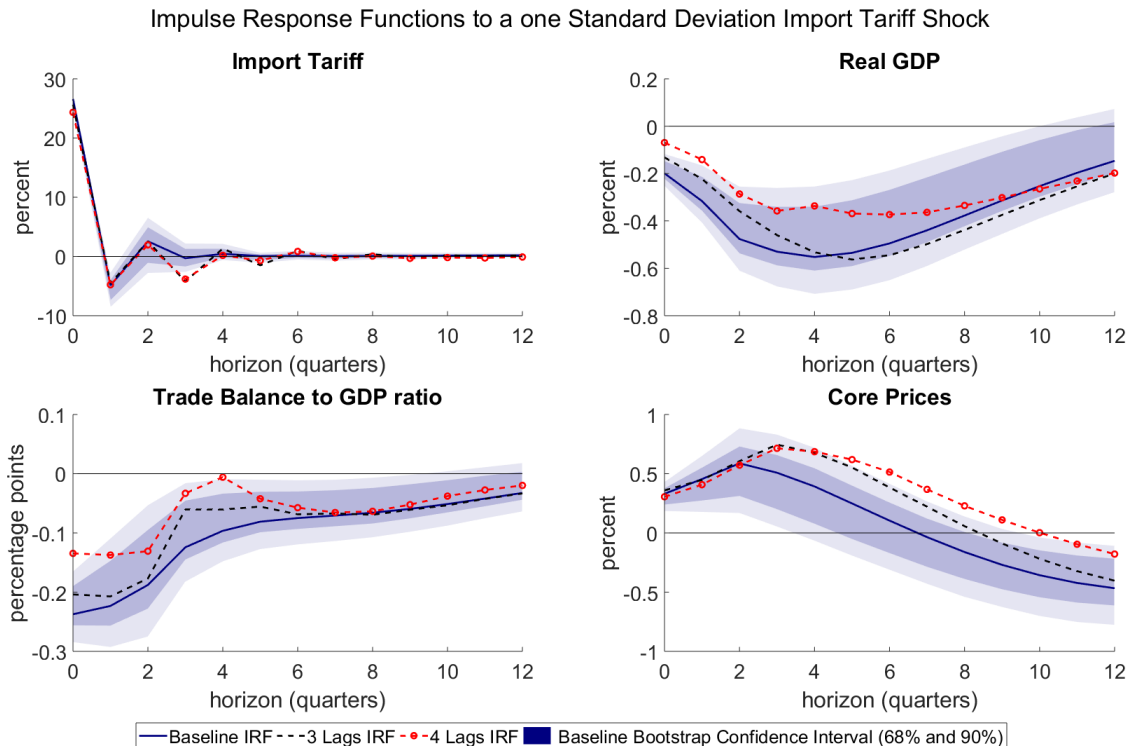 Impulse Response Functions to a one Standard Deviation Import Tariff Shock
Import Tariff
30
20
10
0
-10
percent
0 2 4 6 8 10 12
horizon (quarters)
Real GDP
0.2
0
-0.2
-0.4
-0.6
-0.8
percent
0 2 4 6 8 10 12
horizon (quarters)
Trade Balance to GDP ratio
0.1
0
-0.1
-0.2
-0.3
percentage points
0 2 4 6 8 10 12
horizon (quarters)
Core Prices
1
0.5
0
-0.5
-1
percent
0 2 4 6 8 10 12
horizon (quarters)
Baseline IRF 3 Lags IRF 4 Lags IRF Baseline Bootstrap Confidence Interval (68% and 90%)